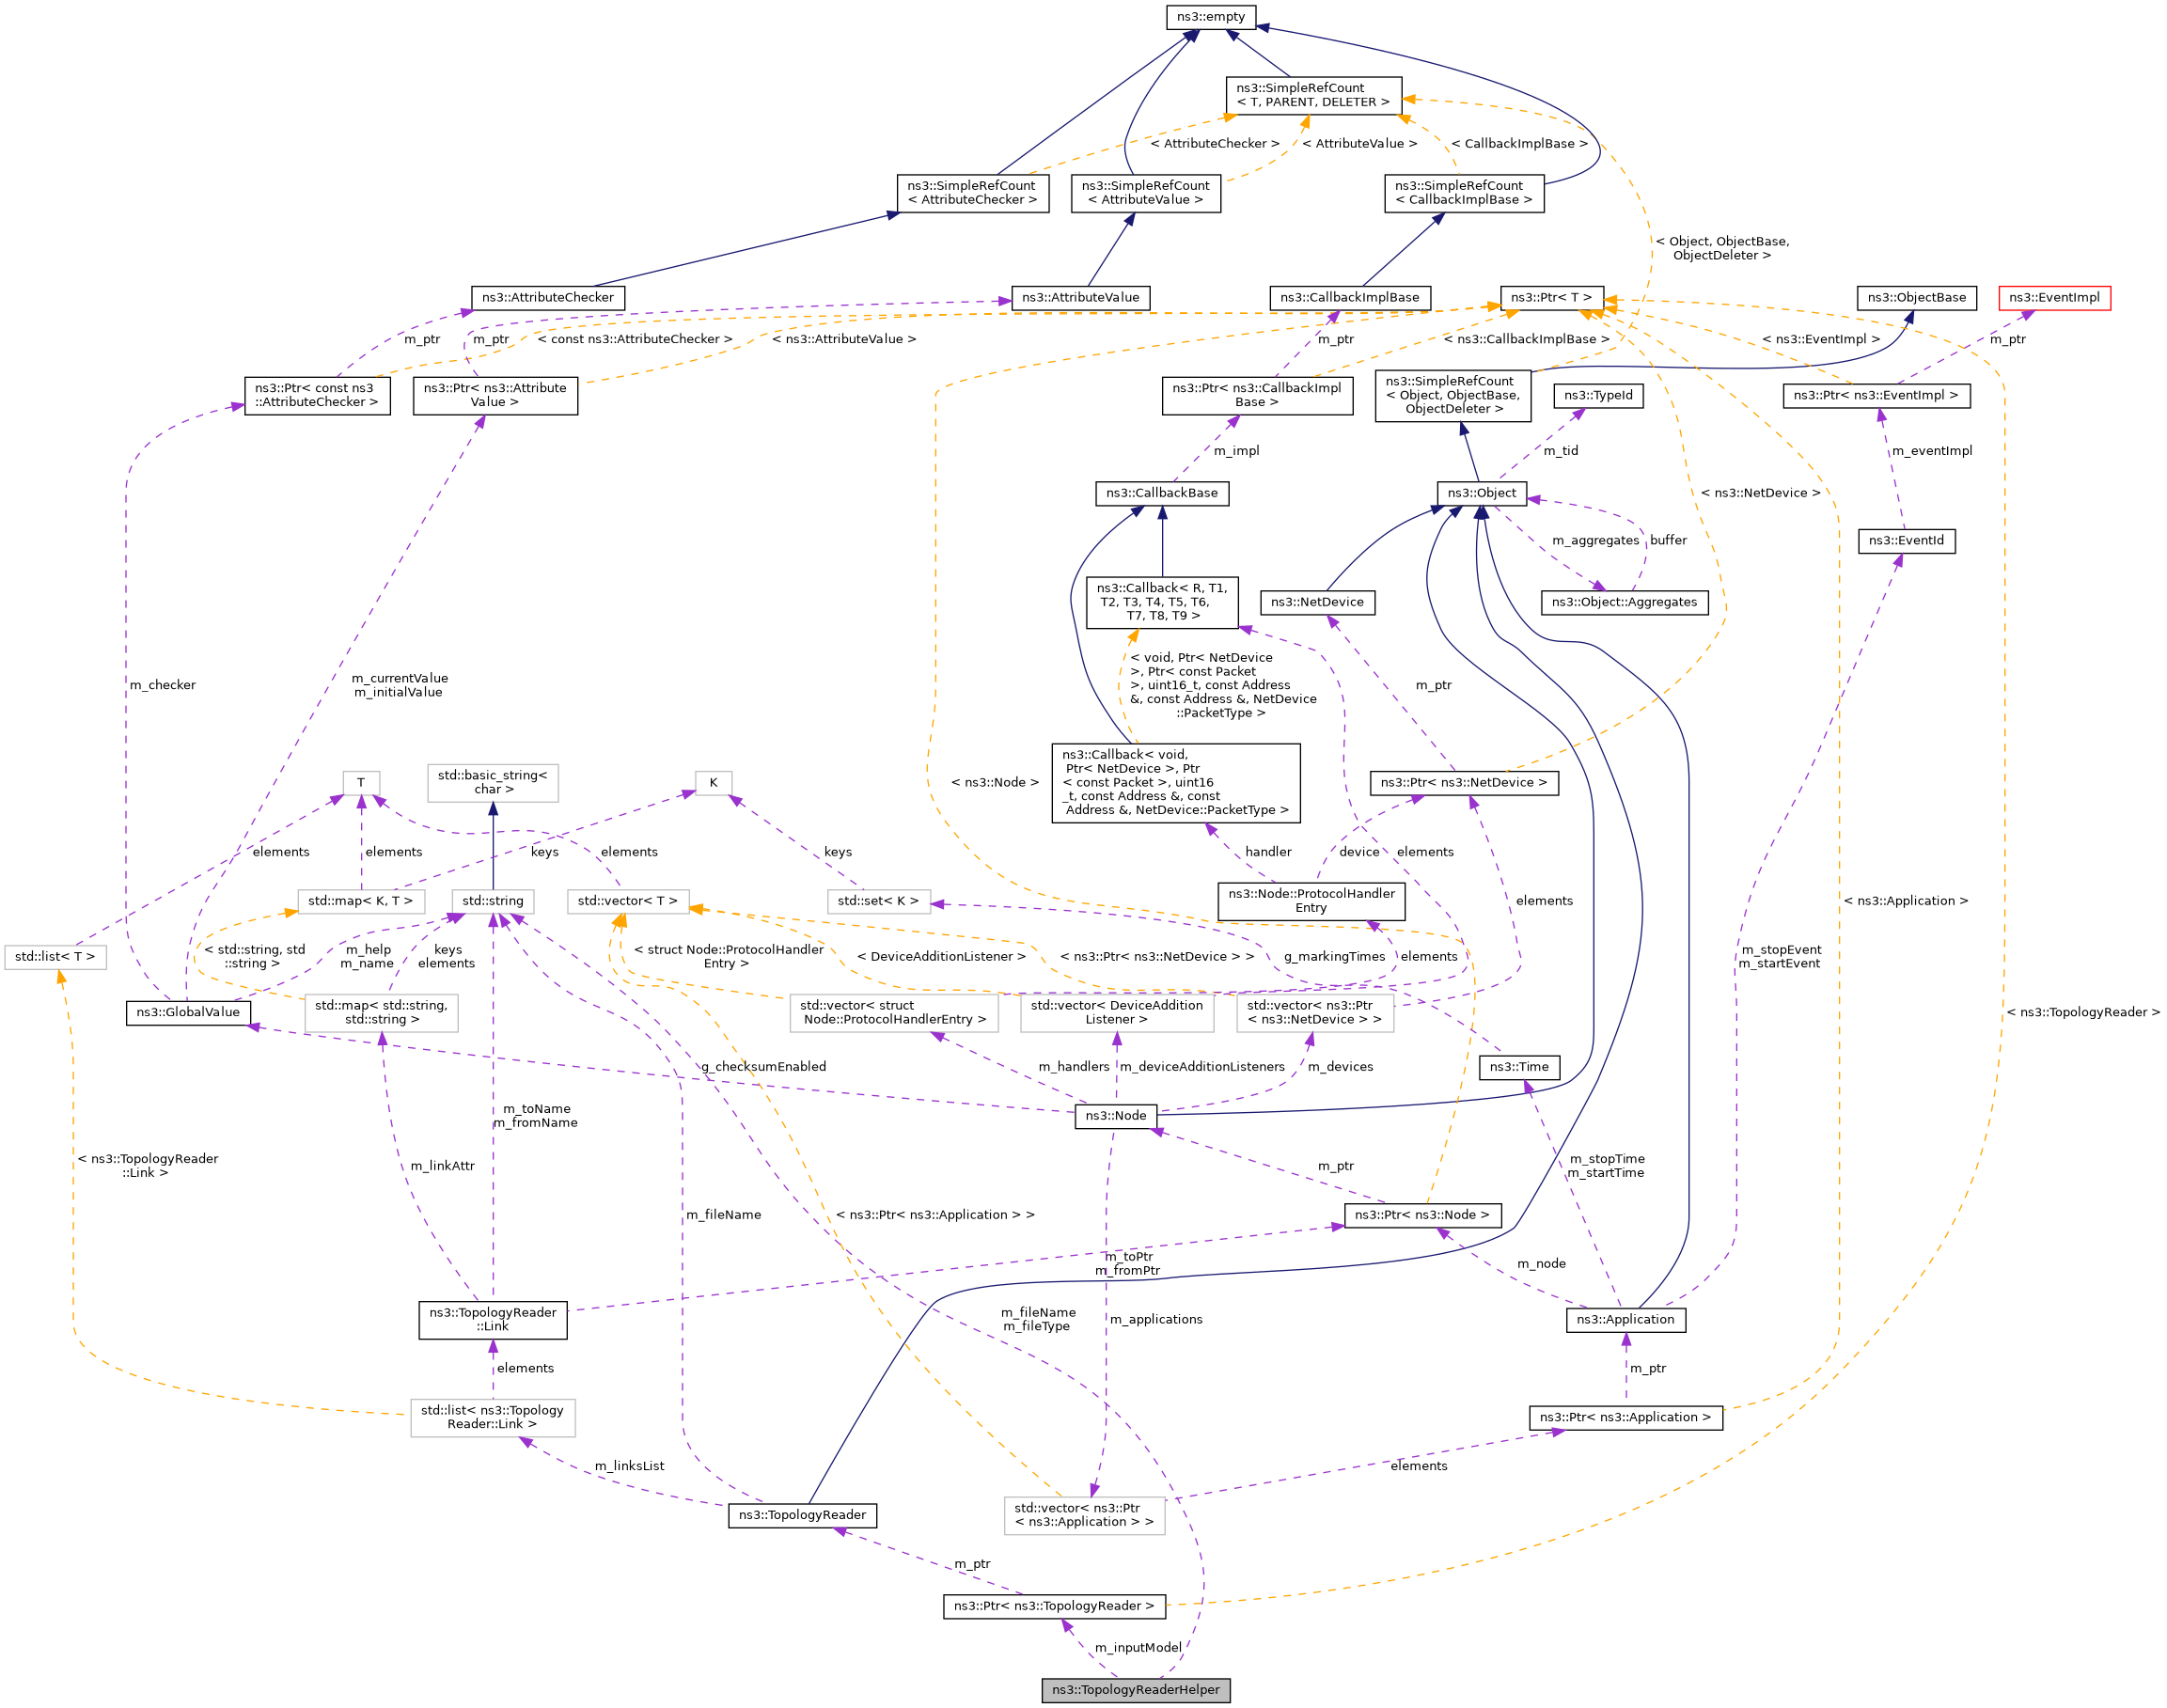 ns3::empty
ns3::SimpleRefCount
< T, PARENT, DELETER >
< AttributeChecker >
< AttributeValue >
< CallbackImplBase >
ns3::SimpleRefCount
< AttributeChecker >
ns3::SimpleRefCount
< AttributeValue >
ns3::SimpleRefCount
< CallbackImplBase >
< Object, ObjectBase,
ObjectDeleter >
ns3::AttributeChecker
ns3::AttributeValue
ns3::CallbackImplBase
ns3::Ptr< T >
ns3::ObjectBase
ns3::EventImpl
m_ptr
m_ptr
< const ns3::AttributeChecker >
< ns3::AttributeValue >
m_ptr
< ns3::CallbackImplBase >
< ns3::EventImpl >
m_ptr
ns3::Ptr< const ns3
::AttributeChecker >
ns3::Ptr< ns3::Attribute
Value >
ns3::Ptr< ns3::CallbackImpl
Base >
ns3::SimpleRefCount
< Object, ObjectBase,
ObjectDeleter >
ns3::TypeId
ns3::Ptr< ns3::EventImpl >
m_impl
m_tid
m_eventImpl
ns3::CallbackBase
ns3::Object
< ns3::NetDevice >
m_aggregates
buffer
ns3::EventId
ns3::Callback< R, T1,
T2, T3, T4, T5, T6,
T7, T8, T9 >
ns3::NetDevice
ns3::Object::Aggregates
m_checker
m_currentValue
m_initialValue
< void, Ptr< NetDevice
>, Ptr< const Packet
>, uint16_t, const Address
&, const Address &, NetDevice
::PacketType >
m_ptr
T
std::basic_string<
char >
K
< ns3::Node >
ns3::Callback< void,
Ptr< NetDevice >, Ptr
< const Packet >, uint16
_t, const Address &, const
Address &, NetDevice::PacketType >
ns3::Ptr< ns3::NetDevice >
elements
elements
keys
elements
keys
handler
device
elements
std::map< K, T >
std::string
std::vector< T >
std::set< K >
ns3::Node::ProtocolHandler
Entry
elements
< ns3::Application >
std::list< T >
< std::string, std
::string >
m_help
m_name
keys
elements
< struct Node::ProtocolHandler
Entry >
< DeviceAdditionListener >
< ns3::Ptr< ns3::NetDevice > >
g_markingTimes
elements
m_stopEvent
m_startEvent
ns3::GlobalValue
std::map< std::string,
std::string >
std::vector< struct
Node::ProtocolHandlerEntry >
std::vector< DeviceAddition
Listener >
std::vector< ns3::Ptr
< ns3::NetDevice > >
< ns3::TopologyReader >
g_checksumEnabled
m_handlers
m_deviceAdditionListeners
m_devices
ns3::Time
ns3::Node
m_toName
m_fromName
< ns3::TopologyReader
::Link >
m_linkAttr
m_ptr
m_stopTime
m_startTime
m_fileName
< ns3::Ptr< ns3::Application > >
ns3::Ptr< ns3::Node >
m_toPtr
m_fromPtr
m_node
ns3::TopologyReader
::Link
m_fileName
m_fileType
m_applications
ns3::Application
elements
m_ptr
std::list< ns3::Topology
Reader::Link >
ns3::Ptr< ns3::Application >
m_linksList
elements
ns3::TopologyReader
std::vector< ns3::Ptr
< ns3::Application > >
m_ptr
ns3::Ptr< ns3::TopologyReader >
m_inputModel
ns3::TopologyReaderHelper